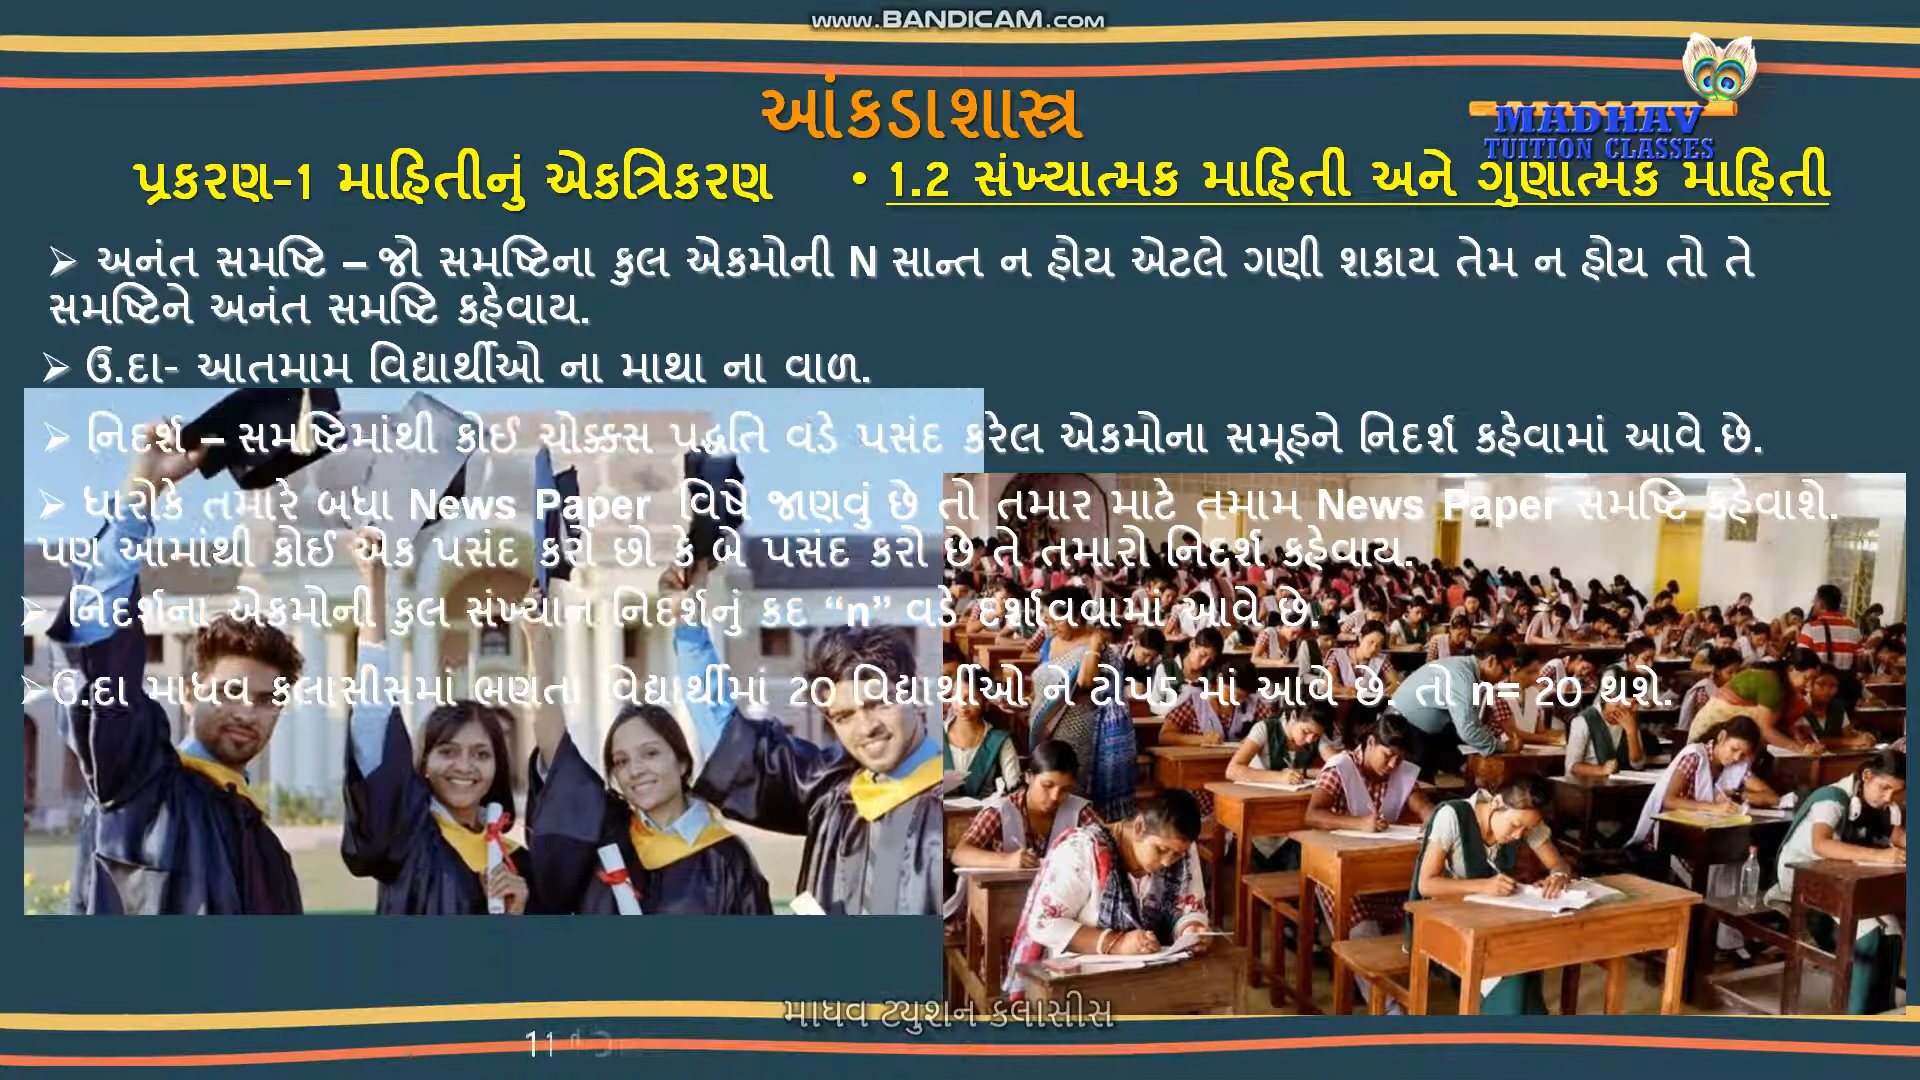 www.BANDICAM.com
આંકડાશાસ્ત્ર
MADHAV
TUITION CLASSES
પ્રકરણ-1 માહિતીનું એકત્રિકરણ
• 1.2 સંખ્યાત્મક માહિતી અને ગુણાત્મક માહિતી
➢ અનંત સમષ્ટિ – જો સમષ્ટિના કુલ એકમોની N સાન્ત ન હોય એટલે ગણી શકાય તેમ ન હોય તો તે
સમષ્ટિને અનંત સમષ્ટિ કહેવાય.
➢ ઉ.દા- આતમામ વિદ્યાર્થીઓ ના માથા ના વાળ.
➢ નિદર્શ – સમષ્ટિમાંથી કોઈ ચોક્ક્સ પદ્ધતિ વડે પસંદ કરેલ એકમોના સમૂહને નિદર્શ કહેવામાં આવે છે.
➢ ધારોકે તમારે બધા News Paper વિષે જાણવું છે તો તમાર માટે તમામ News Paper સમષ્ટિ કહેવાશે.
પણ આમાંથી કોઈ એક પસંદ કરો છો કે બે પસંદ કરો છે તે તમારો નિદર્શ કહેવાય.
➢ નિદર્શના એકમોની કુલ સંખ્યાને નિદર્શનું કદ “n” વડે દર્શાવવામાં આવે છે.
➢ઉ.દા માધવ કલાસીસમાં ભણતા વિદ્યાર્થીમાં 20 વિદ્યાર્થીઓ ને ટોપ5 માં આવે છે. તો n= 20 થશે.
માધવ ટ્યુશન કલાસીસ
11